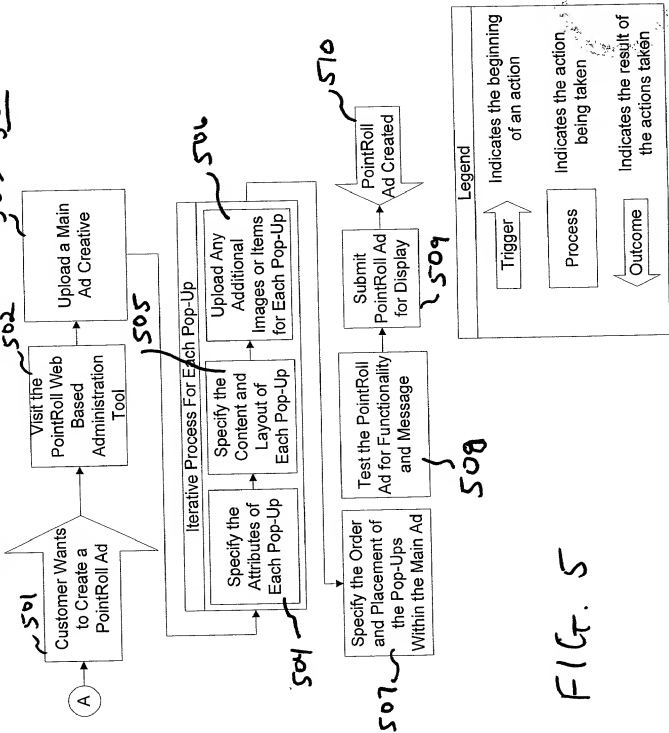 A
501
Customer Wants
to Create a
PointRoll Ad
502
Visit the
PointRoll Web
Based
Administration
Tool
Upload a Main
Ad Creative
Iterative Process For Each Pop-Up
504
Specify the
Attributes of
Each Pop-Up
505
Specify the
Content and
Layout of
Each Pop-Up
506
Upload Any
Additional
Images or Items
for Each Pop-Up
507
Specify the Order
and Placement of
the Pop-Ups
Within the Main Ad
508
Test the PointRoll
Ad for Functionality
and Message
509
Submit
PointRoll Ad
for Display
510
PointRoll
Ad Created
Legend
Trigger
Indicates the beginning
of an action
Process
Indicates the action
being taken
Outcome
Indicates the result of
the actions taken
FIG. 5